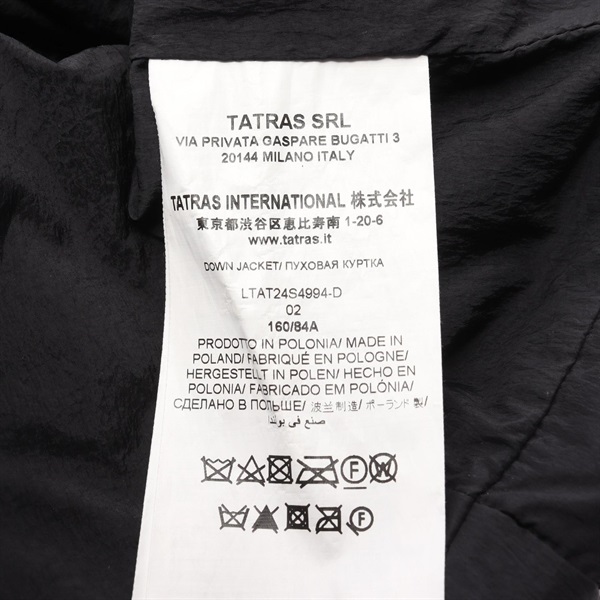 TATRAS SRL
VIA PRIVATA GASPARE BUGATTI 3
20144 MILANO ITALY
TATRAS INTERNATIONAL 株式会社
東京都渋谷区恵比寿南 1-20-6
www.tatras.it
DOWN JACKET/ ПУХОВАЯ КУРТКА
LTAT24S4994-D
02
160/84A
PRODOTTO IN POLONIA/ MADE IN
POLAND/ FABRIQUÉ EN POLOGNE/
HERGESTELLT IN POLEN/ HECHO EN
POLONIA/ FABRICADO EM POLÓNIA/
СДЕЛАНО В ПОЛЬШЕ/ 波兰制造/ ポーランド製/
صنع في بولندا
F W
F